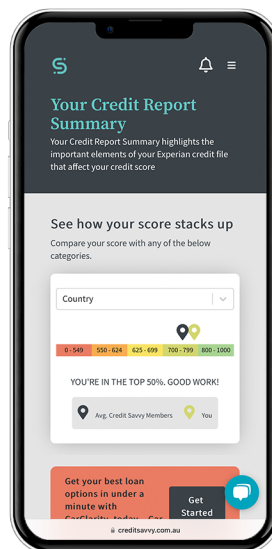 Your Credit Report
Summary
Your Credit Report Summary highlights the
important elements of your Experian credit file
that affect your credit score
See how your score stacks up
Compare your score with any of the below
categories.
Country
0 - 549 550 - 624 625 - 699 700 - 799 800 - 1000
YOU'RE IN THE TOP 50%. GOOD WORK!
Avg. Credit Savvy Members You
Get your best loan
options in under a
minute with
CarClarity today. Car
Get
Started
creditsavvy.com.au